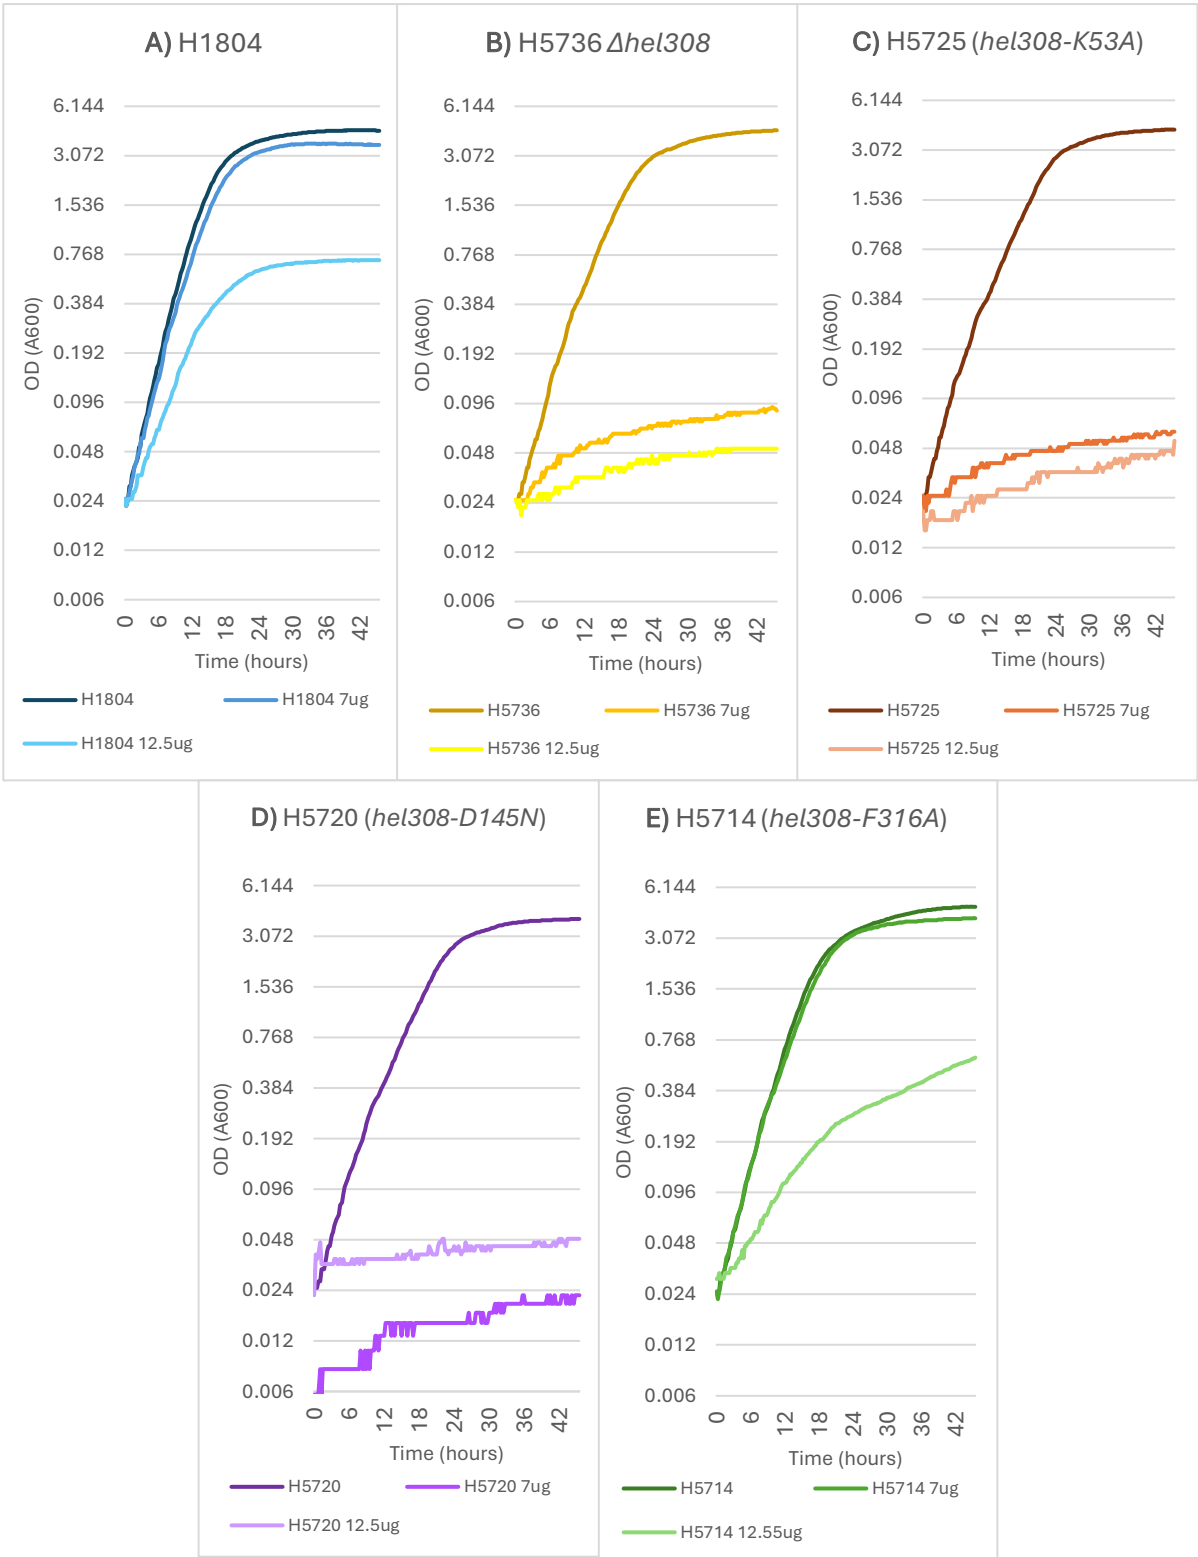 A) H1804
6.144
3.072
1.536
0.768
0.384
0.192
0.096
0.048
0.024
0.012
0.006
OD (A600)
0 6 12 18 24 30 36 42
Time (hours)
H1804 H1804 7ug
H1804 12.5ug
B) H5736 Δhel308
6.144
3.072
1.536
0.768
0.384
0.192
0.096
0.048
0.024
0.012
0.006
OD (A600)
0 6 12 18 24 30 36 42
Time (hours)
H5736 H5736 7ug
H5736 12.5ug
C) H5725 (hel308-K53A)
6.144
3.072
1.536
0.768
0.384
0.192
0.096
0.048
0.024
0.012
0.006
OD (A600)
0 6 12 18 24 30 36 42
Time (hours)
H5725 H5725 7ug
H5725 12.5ug
D) H5720 (hel308-D145N)
6.144
3.072
1.536
0.768
0.384
0.192
0.096
0.048
0.024
0.012
0.006
OD (A600)
0 6 12 18 24 30 36 42
Time (hours)
H5720 H5720 7ug
H5720 12.5ug
E) H5714 (hel308-F316A)
6.144
3.072
1.536
0.768
0.384
0.192
0.096
0.048
0.024
0.012
0.006
OD (A600)
0 6 12 18 24 30 36 42
Time (hours)
H5714 H5714 7ug
H5714 12.55ug